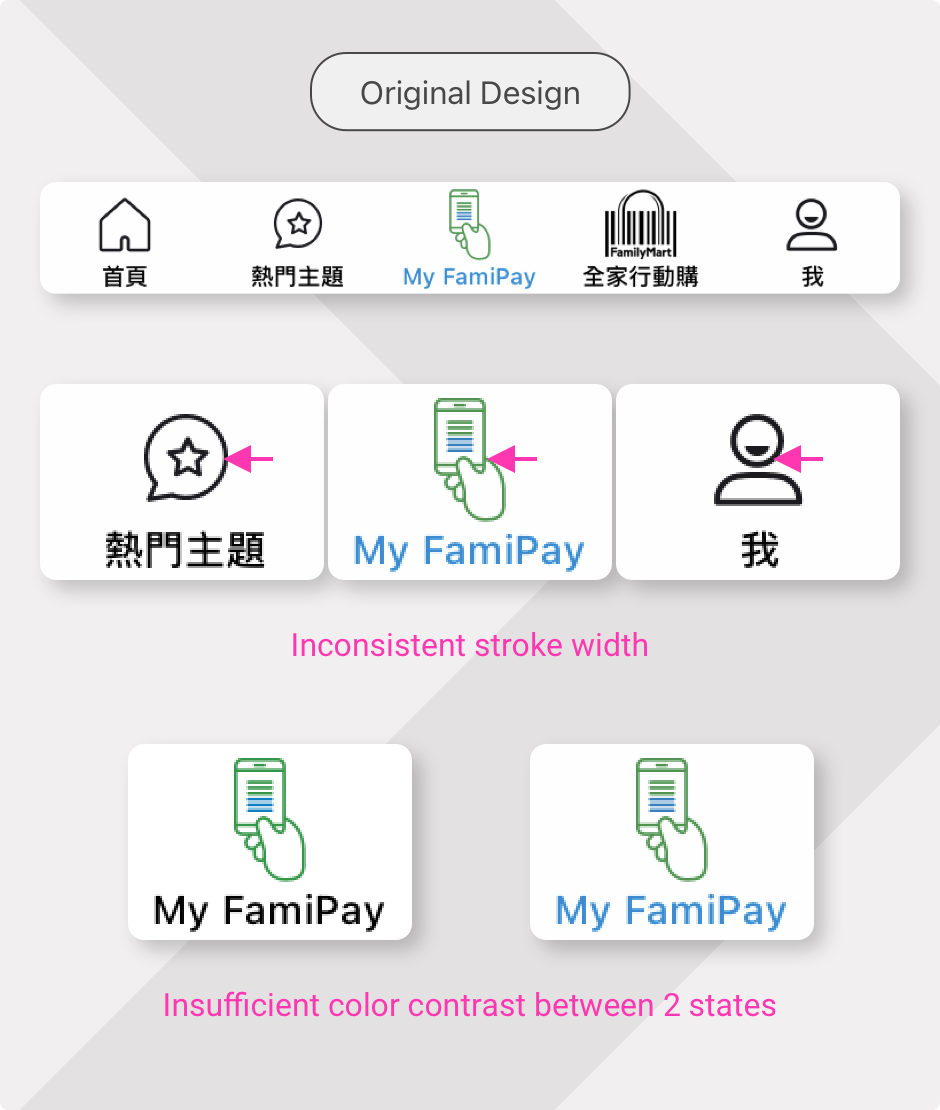 Original Design
FamilyMart
首頁
熱門主題
My FamiPay
全家行動購
我
熱門主題
My FamiPay
我
Inconsistent stroke width
My FamiPay
My FamiPay
Insufficient color contrast between 2 states